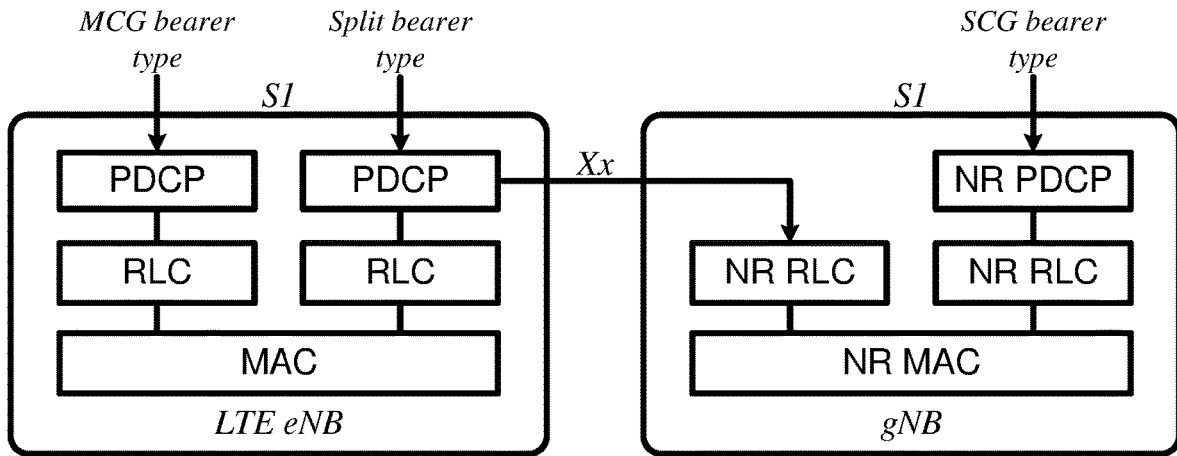 MCG bearer type
Split bearer type
SCG bearer type
S1
S1
PDCP
PDCP
Xx
NR PDCP
RLC
RLC
NR RLC
NR RLC
MAC
NR MAC
LTE eNB
gNB